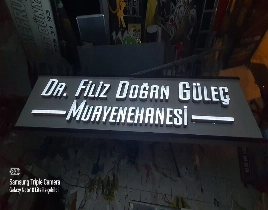 DR. FİLİZ DOĞAN GÜLEÇ
MUAYENEHANESİ
Samsung Triple Camera